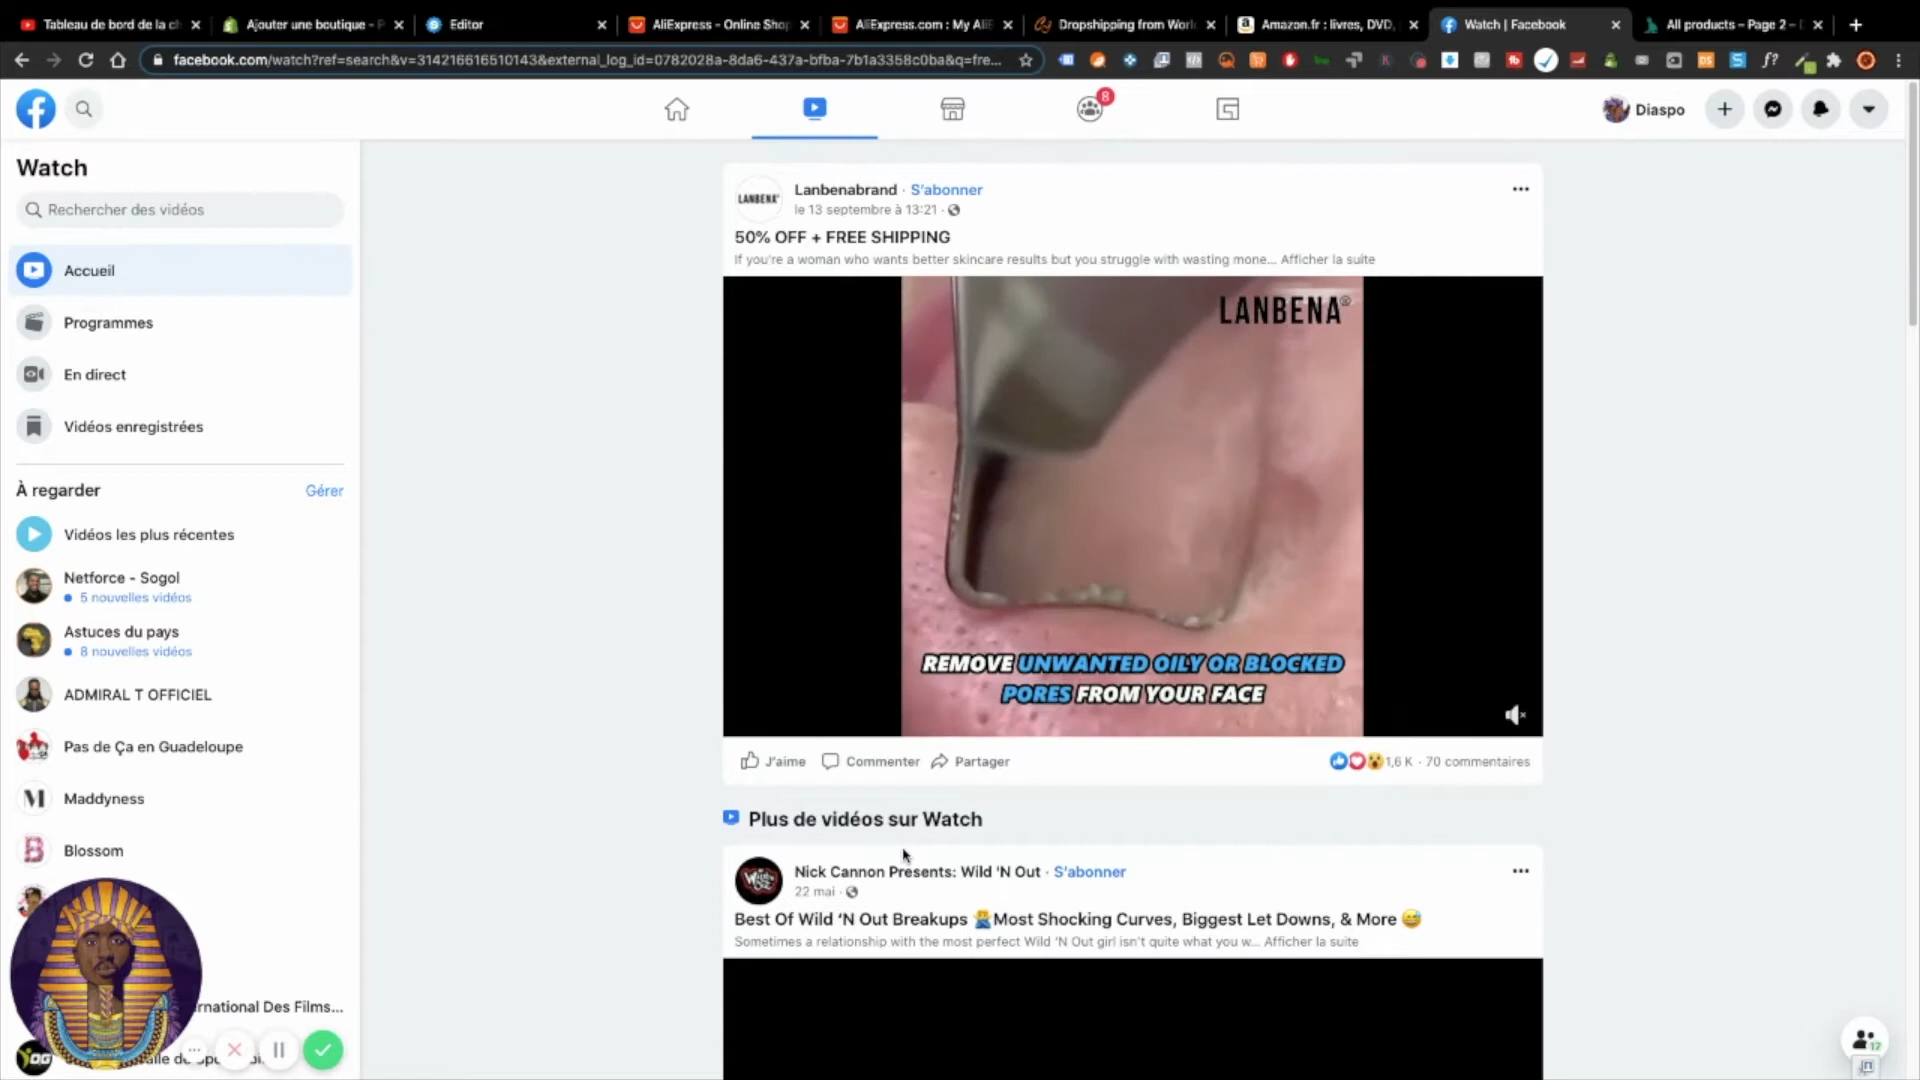 Tableau de bord de la ch
Ajouter une boutique - P
Editor
AliExpress - Online Shop
AliExpress.com : My AliE
Dropshipping from Worl
Amazon.fr : livres, DVD,
Watch | Facebook
All products – Page 2 –
facebook.com/watch?ref=search&v=314216616510143&external_log_id=0782028a-8da6-437a-bfba-7b1a3358c0ba&q=fre...
8
Diaspo
Watch
Rechercher des vidéos
Accueil
Programmes
En direct
Vidéos enregistrées
À regarder
Gérer
Vidéos les plus récentes
Netforce - Sogol
5 nouvelles vidéos
Astuces du pays
8 nouvelles vidéos
ADMIRAL T OFFICIEL
Pas de Ça en Guadeloupe
Maddyness
Blossom
rnational Des Films...
LANBENA
Lanbenabrand · S'abonner
le 13 septembre à 13:21 ·
50% OFF + FREE SHIPPING
If you're a woman who wants better skincare results but you struggle with wasting mone... Afficher la suite
LANBENA®
REMOVE UNWANTED OILY OR BLOCKED
PORES FROM YOUR FACE
J'aime
Commenter
Partager
1,6 K · 70 commentaires
Plus de vidéos sur Watch
Nick Cannon Presents: Wild 'N Out · S'abonner
22 mai ·
Best Of Wild 'N Out Breakups 🤷‍♂️Most Shocking Curves, Biggest Let Downs, & More 😅
Sometimes a relationship with the most perfect Wild 'N Out girl isn't quite what you w... Afficher la suite
17